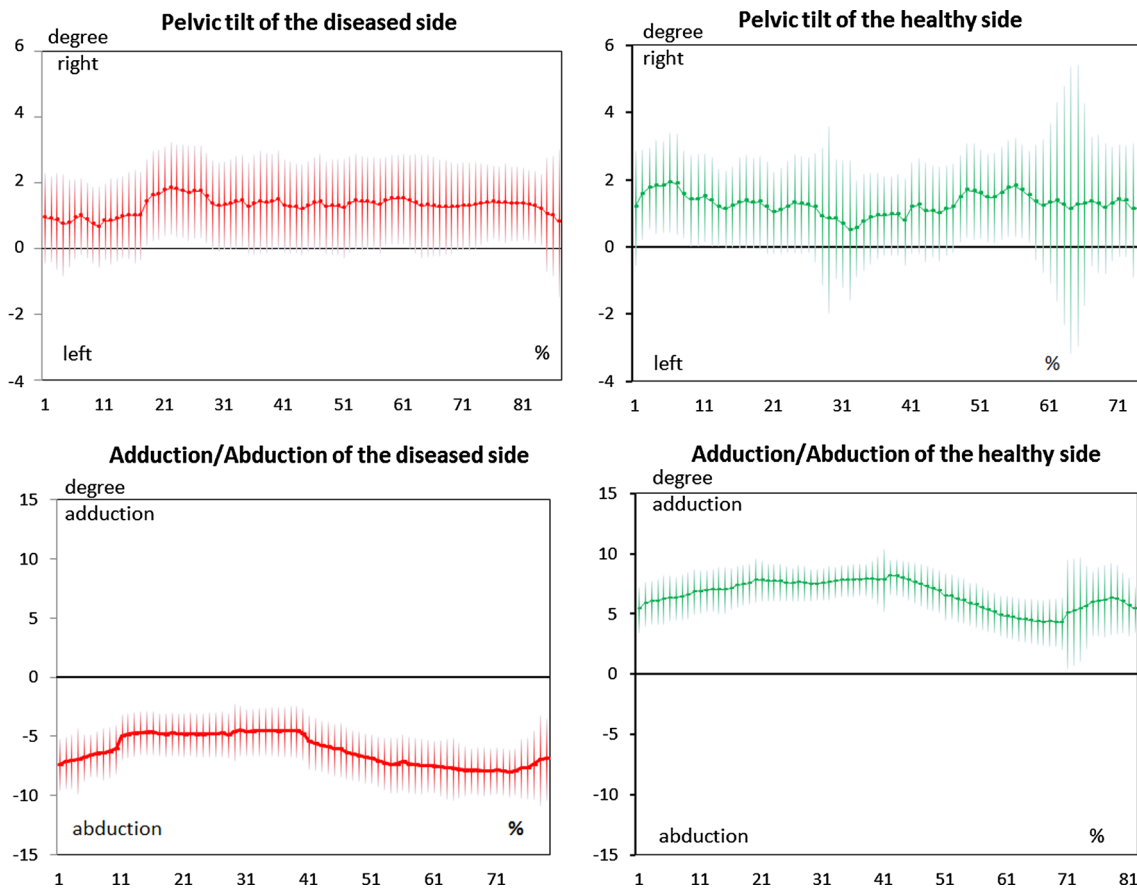 Pelvic tilt of the diseased side
degree
right
6
4
2
0
-2
-4
left
%
1 11 21 31 41 51 61 71 81
Pelvic tilt of the healthy side
degree
right
6
4
2
0
-2
-4
left
%
1 11 21 31 41 51 61 71
Adduction/Abduction of the diseased side
degree
adduction
15
10
5
0
-5
-10
-15
abduction
%
1 11 21 31 41 51 61 71
Adduction/Abduction of the healthy side
degree
adduction
15
10
5
0
-5
-10
-15
abduction
%
1 11 21 31 41 51 61 71 81